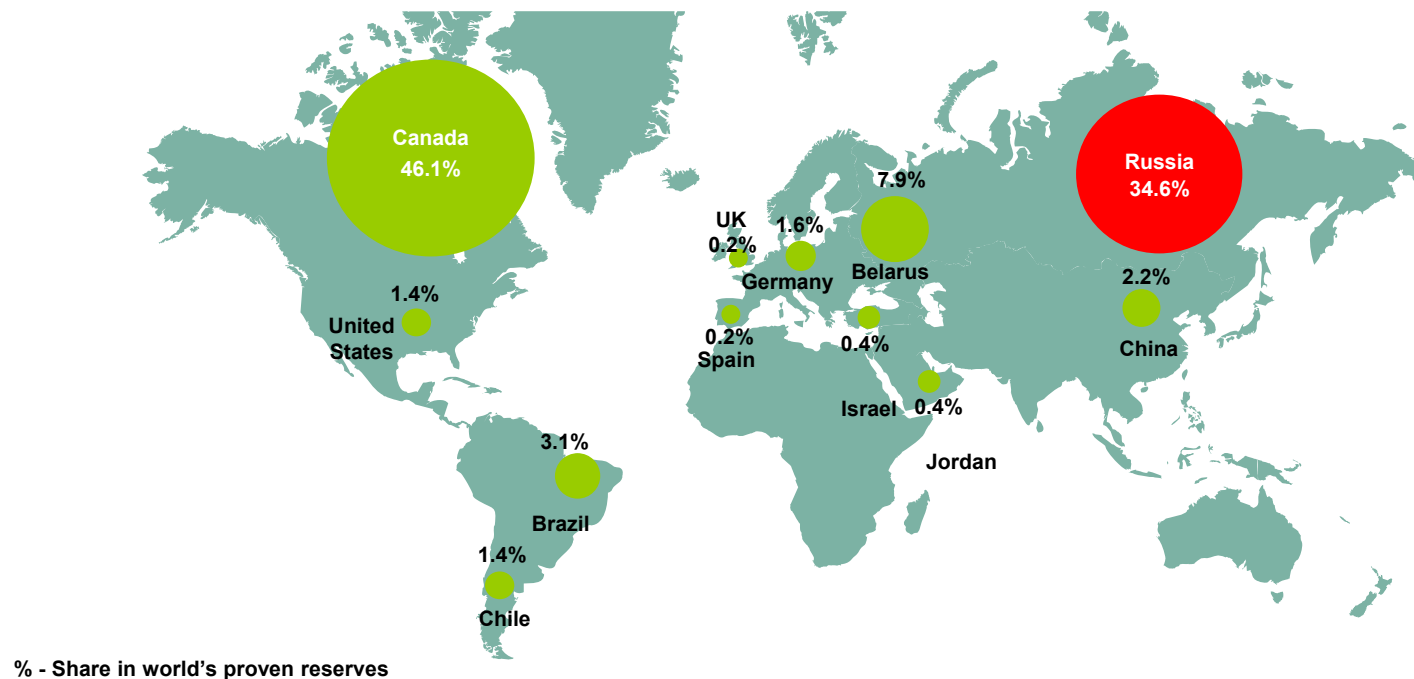 Canada
46.1%
Russia
34.6%
7.9%
Belarus
UK
0.2%
1.6%
Germany
2.2%
China
1.4%
United
States
0.2%
Spain
0.4%
Israel
0.4%
Jordan
3.1%
Brazil
1.4%
Chile
% - Share in world’s proven reserves